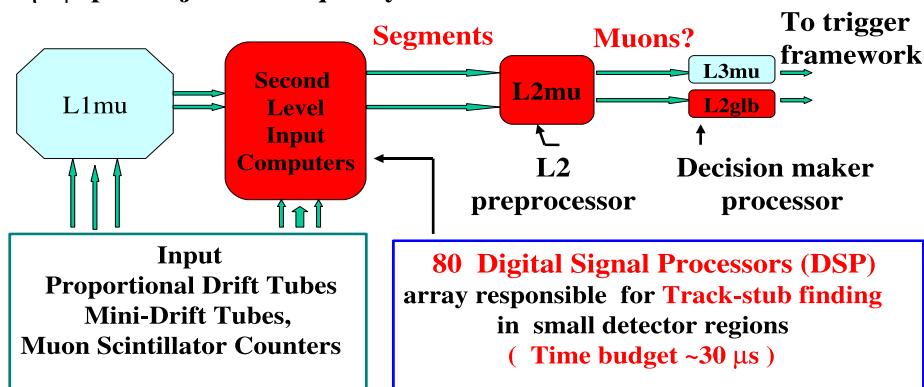 Segments
Muons?
To trigger
framework
L1mu
Second
Level
Input
Computers
L2mu
L3mu
L2glb
L2
preprocessor
Decision maker
processor
Input
Proportional Drift Tubes
Mini-Drift Tubes,
Muon Scintillator Counters
80 Digital Signal Processors (DSP)
array responsible for Track-stub finding
in small detector regions
( Time budget ~30 μs )